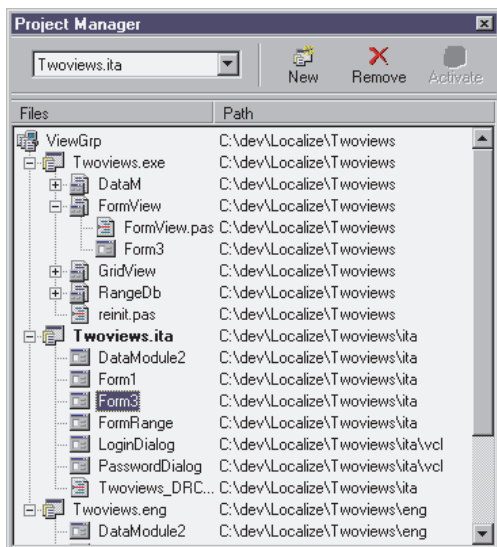 Project Manager
Twoviews.ita
New Remove Activate
Files Path
ViewGrp C:\dev\Localize\Twoviews
Twoviews.exe C:\dev\Localize\Twoviews
DataM C:\dev\Localize\Twoviews
FormView C:\dev\Localize\Twoviews
FormView.pas C:\dev\Localize\Twoviews
Form3 C:\dev\Localize\Twoviews
GridView C:\dev\Localize\Twoviews
RangeDb C:\dev\Localize\Twoviews
reinit.pas C:\dev\Localize\Twoviews
Twoviews.ita C:\dev\Localize\Twoviews\ita
DataModule2 C:\dev\Localize\Twoviews\ita
Form1 C:\dev\Localize\Twoviews\ita
Form3 C:\dev\Localize\Twoviews\ita
FormRange C:\dev\Localize\Twoviews\ita
LoginDialog C:\dev\Localize\Twoviews\ita\vcl
PasswordDialog C:\dev\Localize\Twoviews\ita\vcl
Twoviews_DRC... C:\dev\Localize\Twoviews\ita
Twoviews.eng C:\dev\Localize\Twoviews\eng
DataModule2 C:\dev\Localize\Twoviews\eng